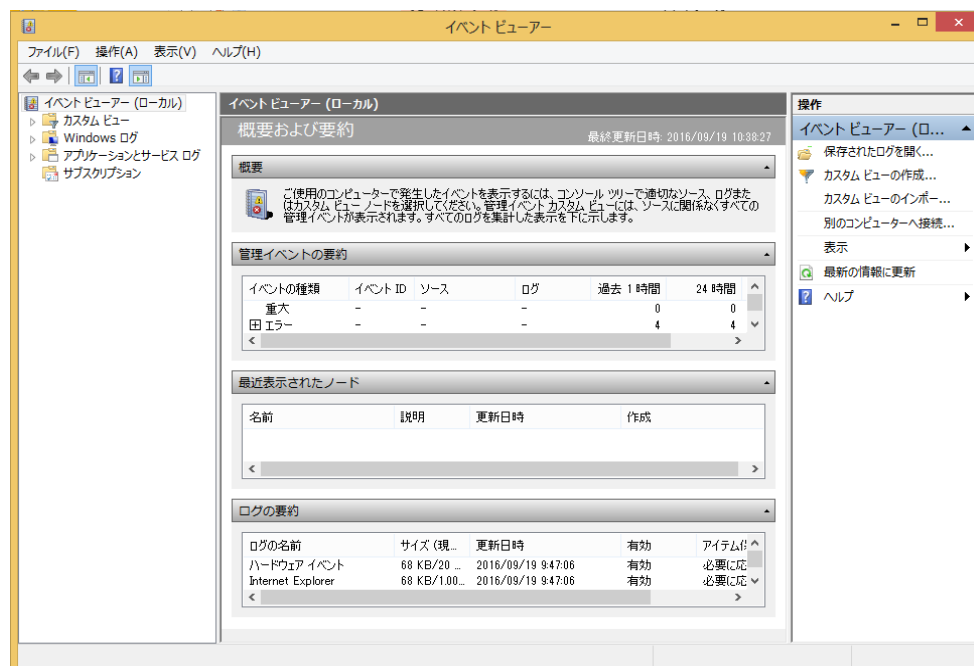 イベント ビューアー
ファイル(F) 操作(A) 表示(V) ヘルプ(H)
イベント ビューアー (ローカル)
カスタム ビュー
Windows ログ
アプリケーションとサービス ログ
サブスクリプション
イベント ビューアー (ローカル)
概要および要約
最終更新日時: 2016/09/19 10:38:27
概要
ご使用のコンピューターで発生したイベントを表示するには、コンソール ツリーで適切なソース、ログまた
はカスタム ビュー ノードを選択してください。管理イベント カスタム ビューには、ソースに関係なくすべての
管理イベントが表示されます。すべてのログを集計した表示を下に示します。
管理イベントの要約
イベントの種類 イベント ID ソース ログ 過去 1 時間 24 時間
重大 - - - 0 0
エラー - - - 4 4
最近表示されたノード
名前 説明 更新日時 作成
ログの要約
ログの名前 サイズ (現... 更新日時 有効 アイテム
ハードウェア イベント 68 KB/20 ... 2016/09/19 9:47:06 有効 必要に応
Internet Explorer 68 KB/1.00... 2016/09/19 9:47:06 有効 必要に応
操作
イベント ビューアー (ロ...
保存されたログを開く...
カスタム ビューの作成...
カスタム ビューのインポー...
別のコンピューターへ接続...
表示
最新の情報に更新
ヘルプ